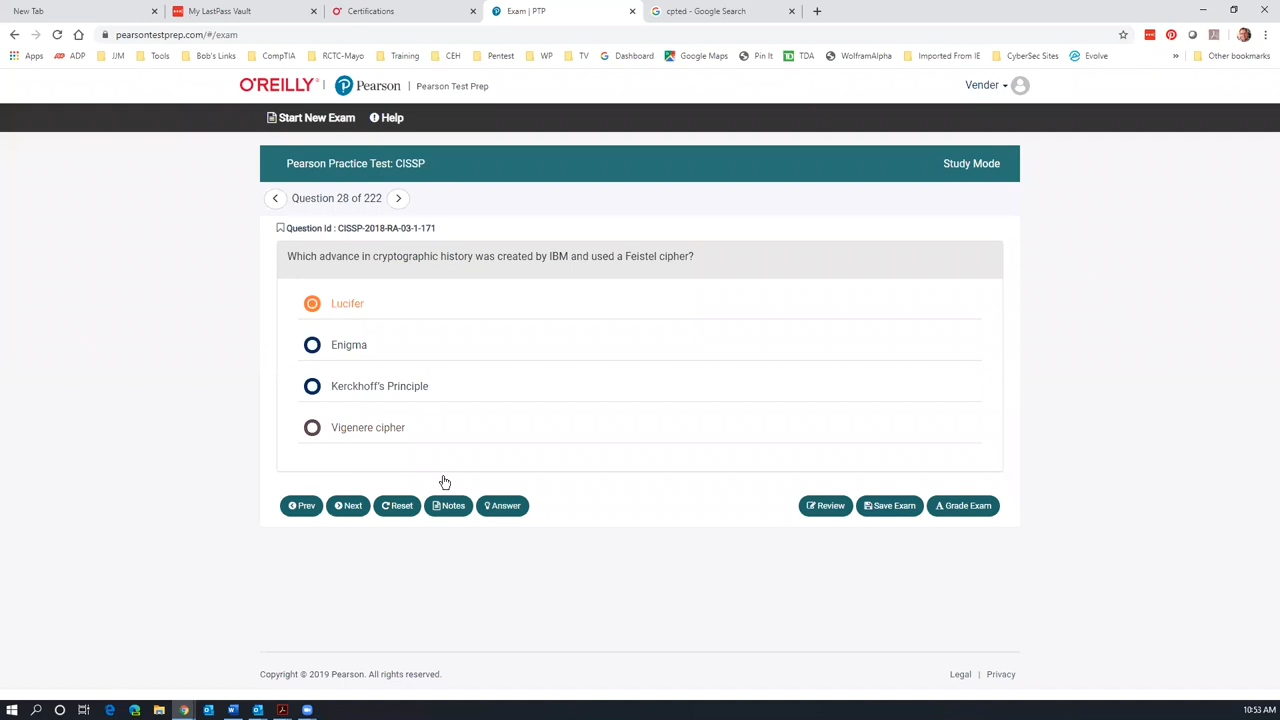 New Tab
My LastPass Vault
Certifications
Exam | PTP
cpted - Google Search
pearsontestprep.com/#/exam
Apps
ADP
JJM
Tools
Bob's Links
CompTIA
RCTC-Mayo
Training
CEH
Pentest
WP
TV
Dashboard
Google Maps
Pin It
TDA
WolframAlpha
Imported From IE
CyberSec Sites
Evolve
»
Other bookmarks
O'REILLY® | Pearson | Pearson Test Prep
Vender
Start New Exam
Help
Pearson Practice Test: CISSP
Study Mode
Question 28 of 222
Question Id : CISSP-2018-RA-03-1-171
Which advance in cryptographic history was created by IBM and used a Feistel cipher?
Lucifer
Enigma
Kerckhoff's Principle
Vigenere cipher
Prev
Next
Reset
Notes
Answer
Review
Save Exam
Grade Exam
Copyright © 2019 Pearson. All rights reserved.
Legal | Privacy
10:53 AM